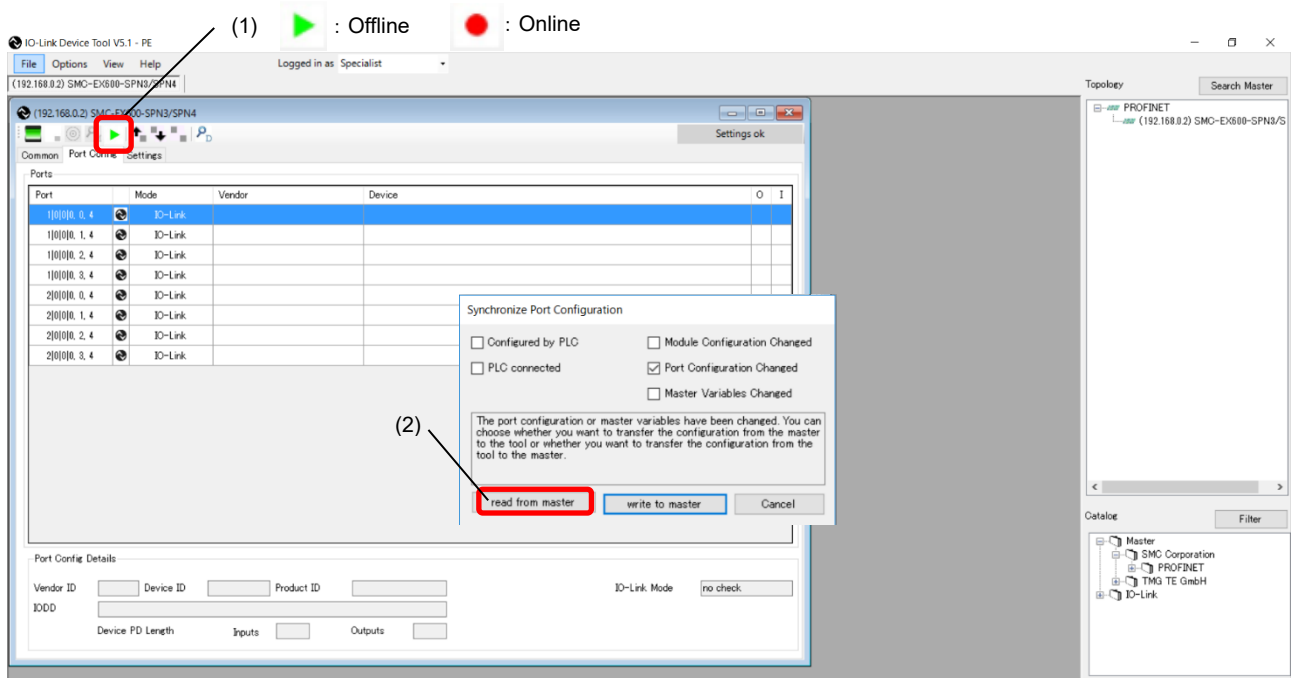 (1)
: Offline
: Online
IO-Link Device Tool V5.1 - PE
File Options View Help
Logged in as Specialist
(192.168.0.2) SMC-EX600-SPN3/SPN4
Topology
Search Master
PROFINET
(192.168.0.2) SMC-EX600-SPN3/S
(192.168.0.2) SMC-EX600-SPN3/SPN4
Settings ok
Common Port Config Settings
Ports
Port Mode Vendor Device O I
1|0|0|0, 0, 4 IO-Link
1|0|0|0, 1, 4 IO-Link
1|0|0|0, 2, 4 IO-Link
1|0|0|0, 3, 4 IO-Link
2|0|0|0, 0, 4 IO-Link
2|0|0|0, 1, 4 IO-Link
2|0|0|0, 2, 4 IO-Link
2|0|0|0, 3, 4 IO-Link
Synchronize Port Configuration
Configured by PLC
Module Configuration Changed
PLC connected
Port Configuration Changed
Master Variables Changed
The port configuration or master variables have been changed. You can
choose whether you want to transfer the configuration from the master
to the tool or whether you want to transfer the configuration from the
tool to the master.
(2)
read from master
write to master
Cancel
Catalog
Filter
Master
SMC Corporation
PROFINET
TMG TE GmbH
IO-Link
Port Config Details
Vendor ID Device ID Product ID IO-Link Mode no check
IODD
Device PD Length Inputs Outputs